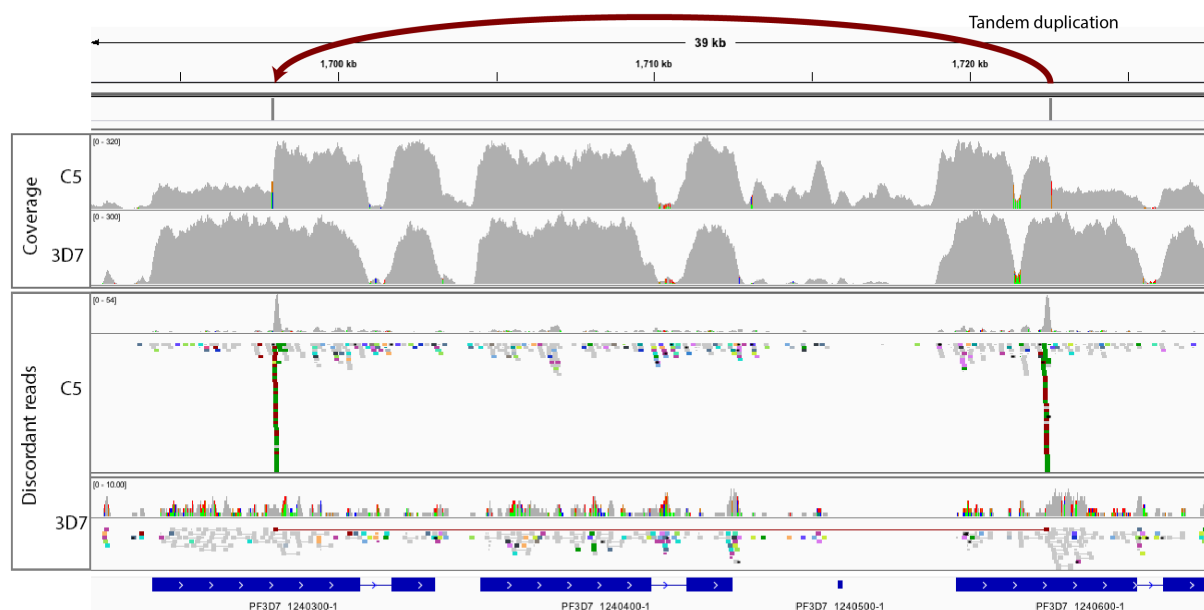 Tandem duplication
39 kb
1,700 kb 1,710 kb 1,720 kb
Coverage
[0 - 320]
C5
[0 - 300]
3D7
Discordant reads
[0 - 54]
C5
[0 - 10.00]
3D7
PF3D7_1240300-1 PF3D7_1240400-1 PF3D7_1240500-1 PF3D7_1240600-1